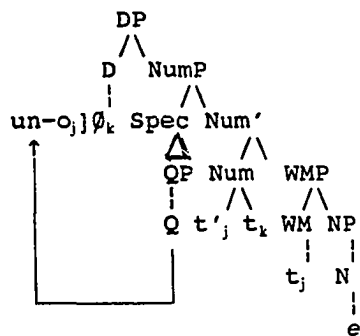 DP
D NumP
un-oⱼ]∅ₖ Spec Num′
QP Num WMP
Q t′ⱼ tₖ WM NP
tⱼ N
e